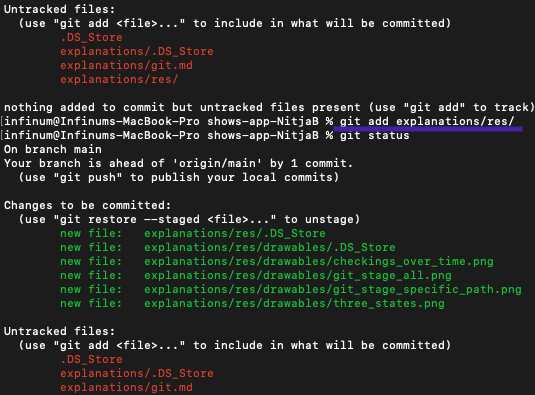 Untracked files:
  (use "git add <file>..." to include in what will be committed)
        .DS_Store
        explanations/.DS_Store
        explanations/git.md
        explanations/res/

nothing added to commit but untracked files present (use "git add" to track)
[infinum@Infinums-MacBook-Pro shows-app-NitjaB % git add explanations/res/
[infinum@Infinums-MacBook-Pro shows-app-NitjaB % git status
On branch main
Your branch is ahead of 'origin/main' by 1 commit.
  (use "git push" to publish your local commits)

Changes to be committed:
  (use "git restore --staged <file>..." to unstage)
        new file:   explanations/res/.DS_Store
        new file:   explanations/res/drawables/.DS_Store
        new file:   explanations/res/drawables/checkings_over_time.png
        new file:   explanations/res/drawables/git_stage_all.png
        new file:   explanations/res/drawables/git_stage_specific_path.png
        new file:   explanations/res/drawables/three_states.png

Untracked files:
  (use "git add <file>..." to include in what will be committed)
        .DS_Store
        explanations/.DS_Store
        explanations/git.md